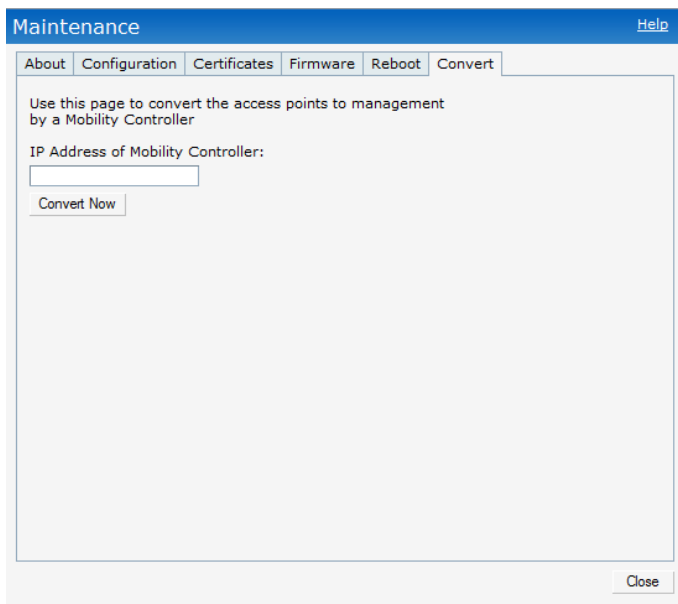 Maintenance
Help
About Configuration Certificates Firmware Reboot Convert
Use this page to convert the access points to management
by a Mobility Controller
IP Address of Mobility Controller:
Convert Now
Close